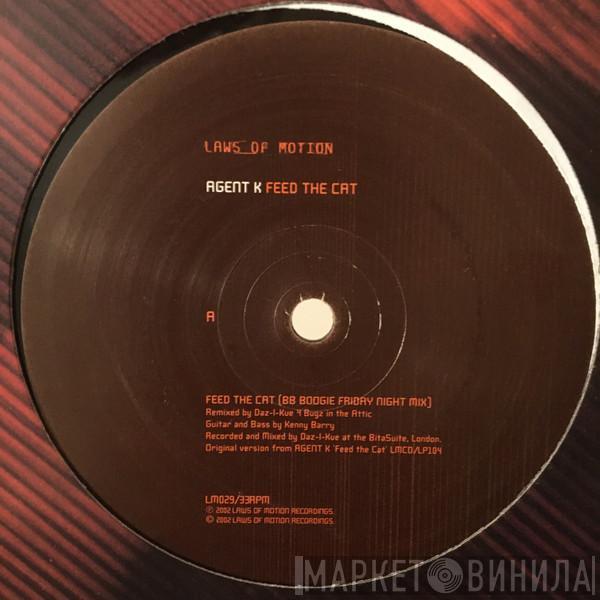 LAWS_OF MOTION
AGENT K FEED THE CAT
A
FEED THE CAT (BB BOOGIE FRIDAY NIGHT MIX)
Remixed by Daz-I-Kue 4 Bugz in the Attic
Guitar and Bass by Kenny Barry
Recorded and Mixed by Daz-I-Kue at the BitaSuite, London.
Original version from AGENT K 'Feed the Cat' LMCD/LP104
LM029/33RPM
℗ 2002 LAWS OF MOTION RECORDINGS
© 2002 LAWS OF MOTION RECORDINGS.
МАРКЕТ ВИНИЛА